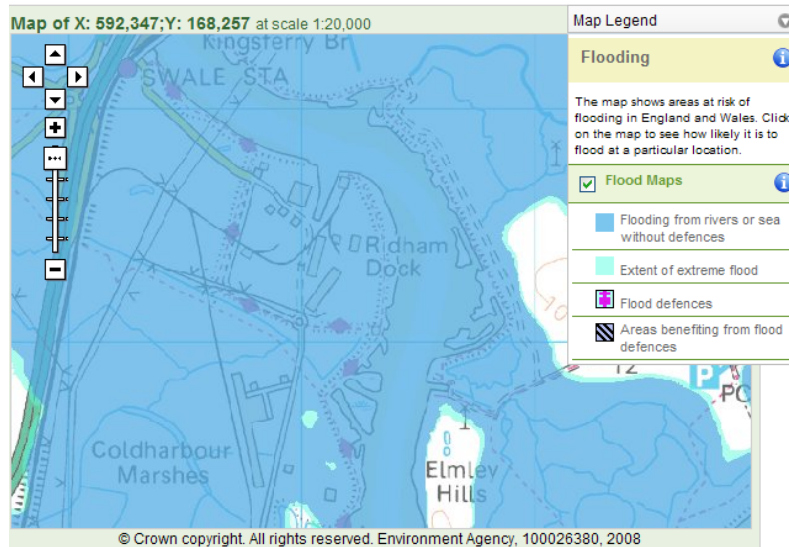 Map of X: 592,347;Y: 168,257 at scale 1:20,000
Kingsferry Br
SWALE STA
Ridham
Dock
Coldharbour
Marshes
Elmley
Hills
12
P
PC
Map Legend
Flooding
The map shows areas at risk of
flooding in England and Wales. Click
on the map to see how likely it is to
flood at a particular location.
Flood Maps
Flooding from rivers or sea
without defences
Extent of extreme flood
Flood defences
Areas benefiting from flood
defences
© Crown copyright. All rights reserved. Environment Agency, 100026380, 2008